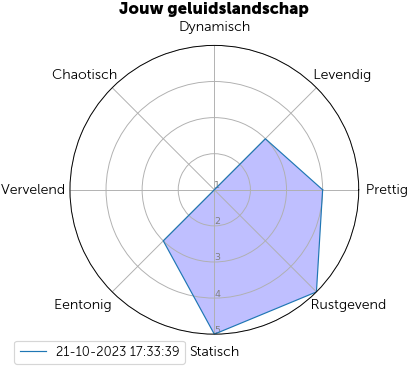 Jouw geluidslandschap
Dynamisch
Chaotisch
Levendig
Vervelend
1
Prettig
2
3
4
Eentonig
Rustgevend
5
21-10-2023 17:33:39
Statisch